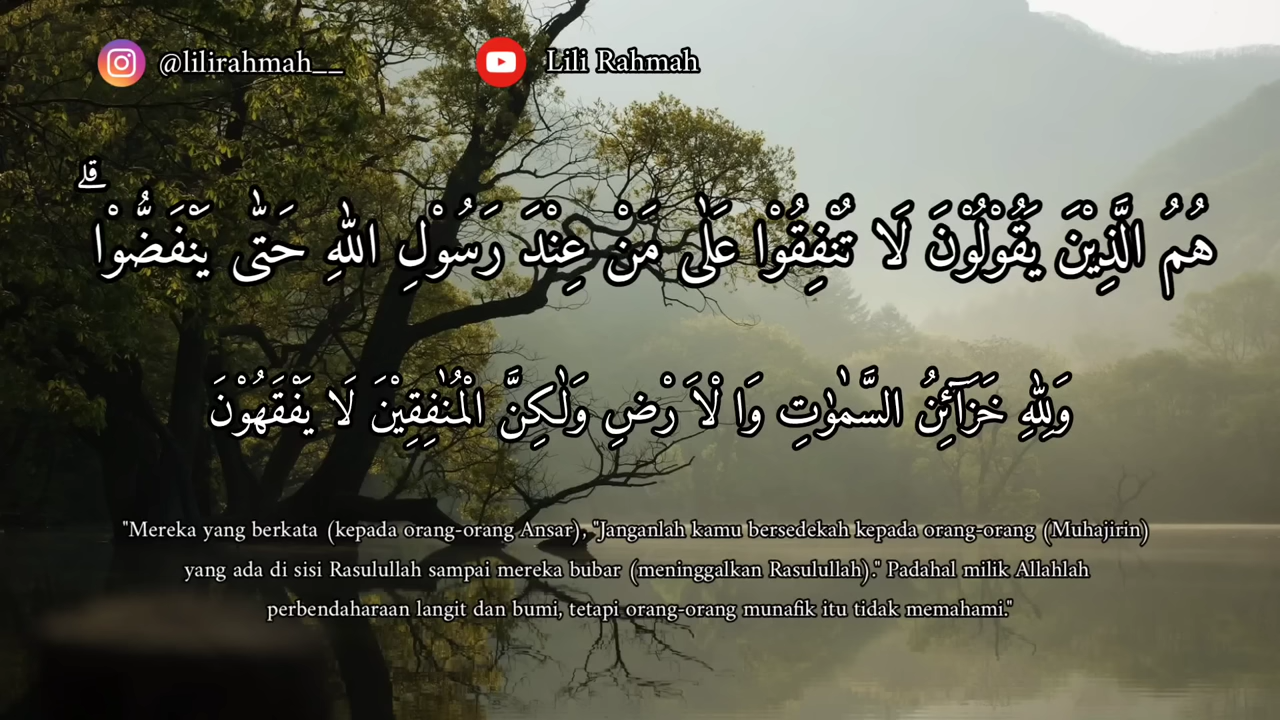 @lilirahmah__
Lili Rahmah
هُمُ الَّذِيْنَ يَقُوْلُوْنَ لَا تُنْفِقُوْا عَلٰى مَنْ عِنْدَ رَسُوْلِ اللّٰهِ حَتّٰى يَنْفَضُّوْا ۗ
وَلِلّٰهِ خَزَآئِنُ السَّمٰوٰتِ وَا لْاَ رْضِ وَلٰكِنَّ الْمُنٰفِقِيْنَ لَا يَفْقَهُوْنَ
"Mereka yang berkata (kepada orang-orang Ansar), "Janganlah kamu bersedekah kepada orang-orang (Muhajirin)
yang ada di sisi Rasulullah sampai mereka bubar (meninggalkan Rasulullah)." Padahal milik Allahlah
perbendaharaan langit dan bumi, tetapi orang-orang munafik itu tidak memahami."